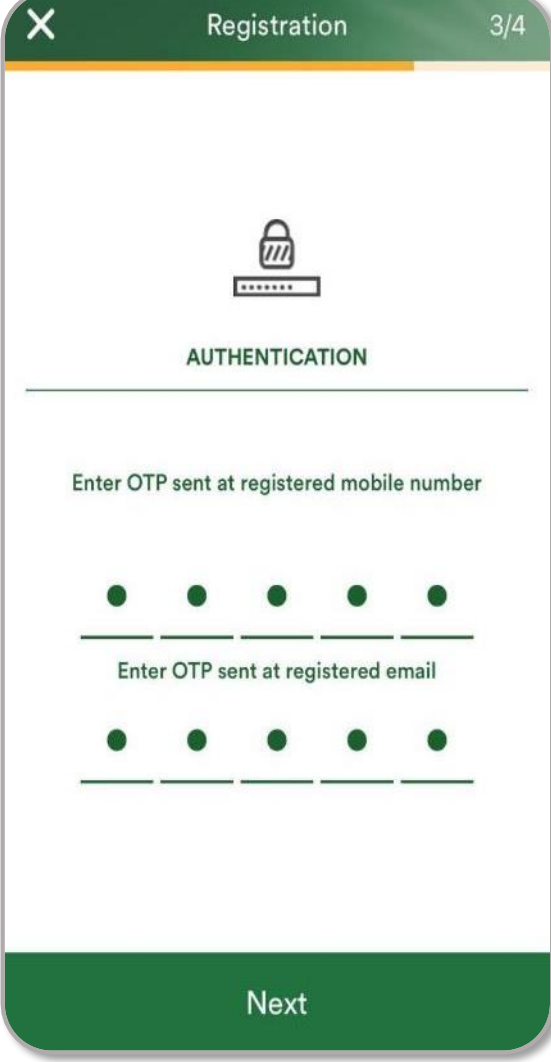 Registration 3/4
AUTHENTICATION
Enter OTP sent at registered mobile number
Enter OTP sent at registered email
Next